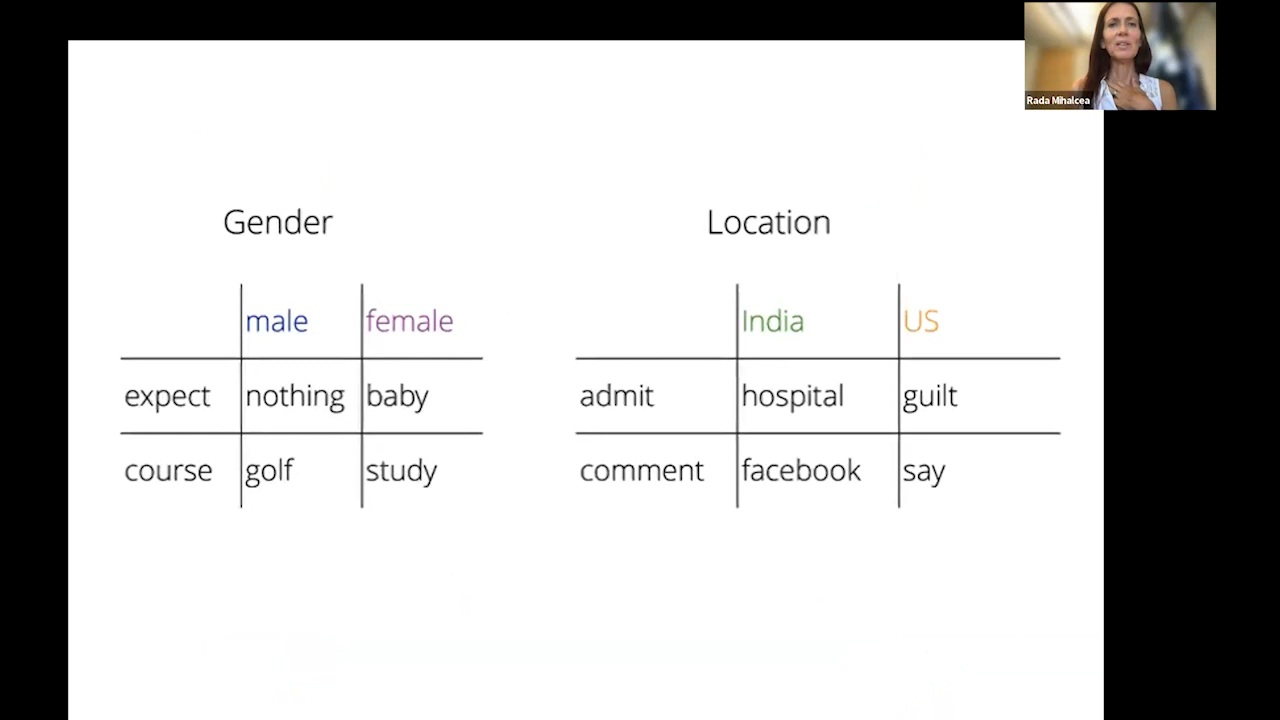 Rada Mihalcea
Gender
male female
expect nothing baby
course golf study
Location
India US
admit hospital guilt
comment facebook say